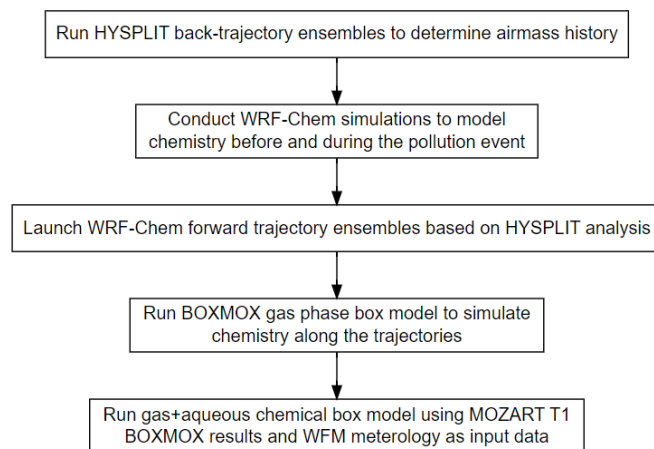 Run HYSPLIT back-trajectory ensembles to determine airmass history
Conduct WRF-Chem simulations to model
chemistry before and during the pollution event
Launch WRF-Chem forward trajectory ensembles based on HYSPLIT analysis
Run BOXMOX gas phase box model to simulate
chemistry along the trajectories
Run gas+aqueous chemical box model using MOZART T1
BOXMOX results and WFM meterology as input data